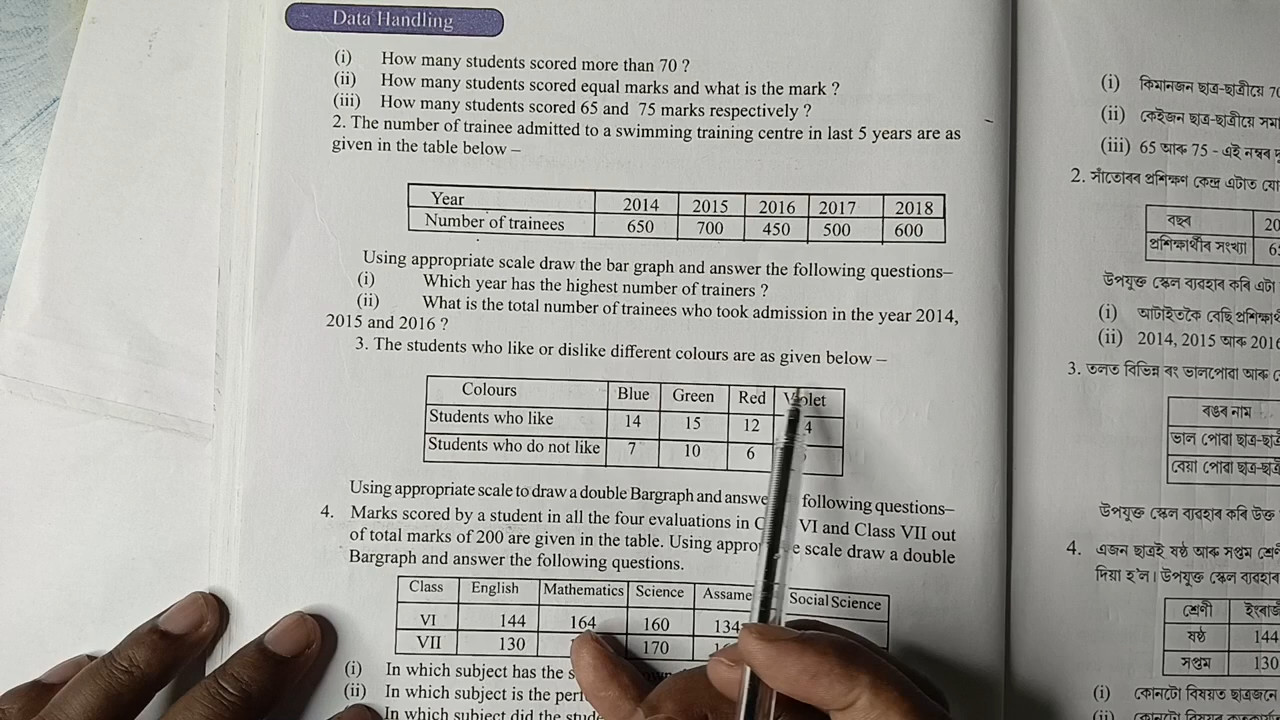 Data Handling
(i) How many students scored more than 70 ?
(ii) How many students scored equal marks and what is the mark ?
(iii) How many students scored 65 and 75 marks respectively ?
2. The number of trainee admitted to a swimming training centre in last 5 years are as
given in the table below –
Year 2014 2015 2016 2017 2018
Number of trainees 650 700 450 500 600
Using appropriate scale draw the bar graph and answer the following questions–
(i) Which year has the highest number of trainers ?
(ii) What is the total number of trainees who took admission in the year 2014,
2015 and 2016 ?
3. The students who like or dislike different colours are as given below –
Colours Blue Green Red Violet
Students who like 14 15 12
Students who do not like 7 10 6
Using appropriate scale to draw a double Bargraph and following questions–
4. Marks scored by a student in all the four evaluations in VI and Class VII out
of total marks of 200 are given in the table. Using scale draw a double
Bargraph and answer the following questions.
Class English Mathematics Science Social Science
VI 144 164 160 134
VII 130 170
(i) In which subject has the
(ii) In which subject is the
In which subject did the
(i) কিমানজন ছাত্ৰ-ছাত্ৰীয়ে
(ii) কেইজন ছাত্ৰ-ছাত্ৰীয়ে
(iii) 65 আৰু 75 - এই নম্বৰ
2. সাঁতোৰৰ প্ৰশিক্ষণ কেন্দ্ৰ এটাত
বছৰ
প্ৰশিক্ষাৰ্থীৰ সংখ্যা
উপযুক্ত স্কেল ব্যৱহাৰ কৰি এটা
(i) আটাইতকৈ বেছি
(ii) 2014, 2015 আৰু 2016
3. তলত বিভিন্ন ৰং ভালপোৱা আৰু
ৰঙৰ নাম
ভাল পোৱা
বেয়া পোৱা
উপযুক্ত স্কেল ব্যৱহাৰ কৰি উক্ত
4. এজন ছাত্ৰই ষষ্ঠ আৰু সপ্তম
দিয়া হ'ল। উপযুক্ত স্কেল
শ্ৰেণী
ষষ্ঠ 144
সপ্তম 130
(i) কোনটো বিষয়ত
(ii) কোনটো